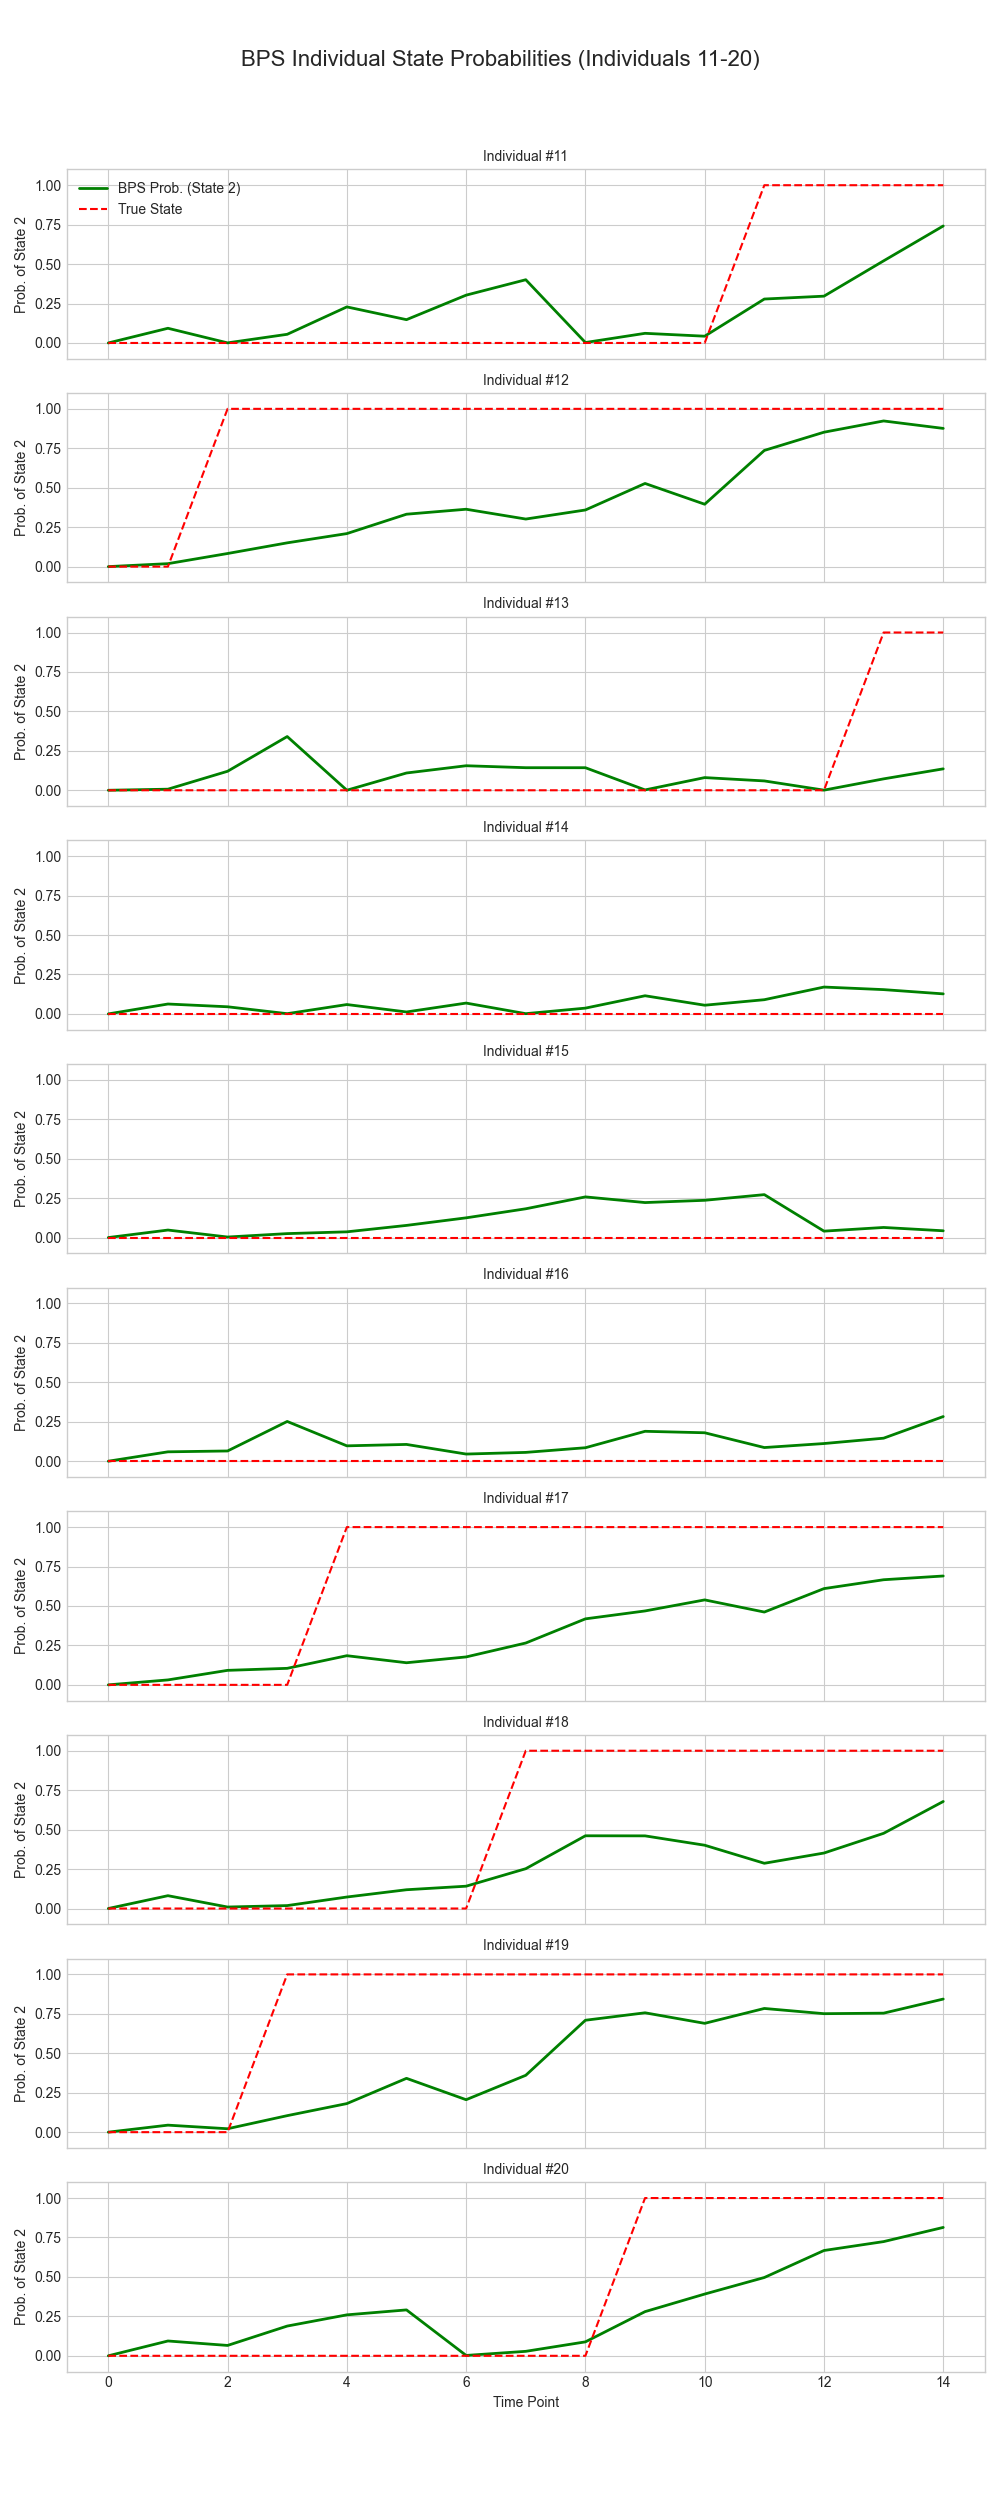 BPS Individual State Probabilities (Individuals 11-20)
Individual #11
BPS Prob. (State 2)
True State
Prob. of State 2
1.00
0.75
0.50
0.25
0.00
Individual #12
Prob. of State 2
1.00
0.75
0.50
0.25
0.00
Individual #13
Prob. of State 2
1.00
0.75
0.50
0.25
0.00
Individual #14
Prob. of State 2
1.00
0.75
0.50
0.25
0.00
Individual #15
Prob. of State 2
1.00
0.75
0.50
0.25
0.00
Individual #16
Prob. of State 2
1.00
0.75
0.50
0.25
0.00
Individual #17
Prob. of State 2
1.00
0.75
0.50
0.25
0.00
Individual #18
Prob. of State 2
1.00
0.75
0.50
0.25
0.00
Individual #19
Prob. of State 2
1.00
0.75
0.50
0.25
0.00
Individual #20
Prob. of State 2
1.00
0.75
0.50
0.25
0.00
0 2 4 6 8 10 12 14
Time Point